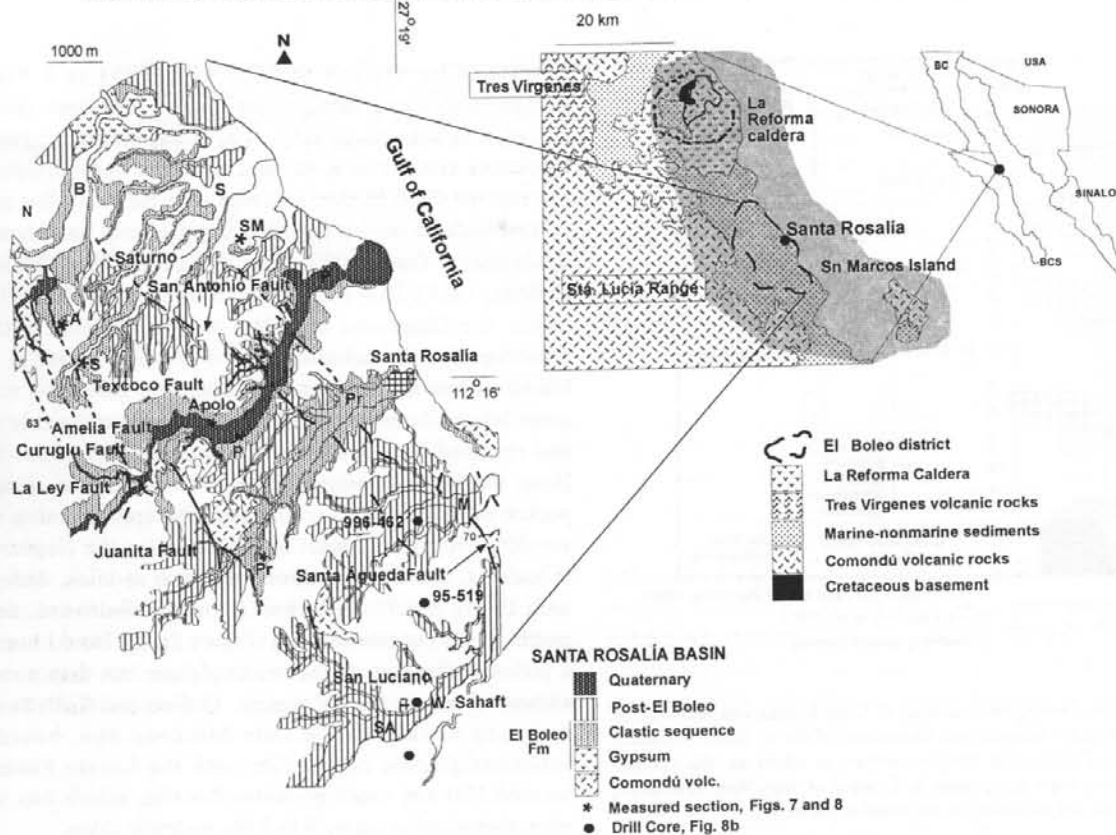 27° 19'
1000 m
N
20 km
Tres Virgenes
La
Reforma
caldera
BC
USA
SONORA
SINALO
BCS
Gulf of California
B
S
N
SM
Saturno
San Antonio Fault
Santa Rosalía
Sn Marcos Island
Sta. Lucía Range
S
Texcoco Fault
Santa Rosalía
112° 16'
Pr
Apolo
63
Amelia Fault
P
Curuglu Fault
La Ley Fault
996-462
M
70
Juanita Fault
Pr
Santa Agueda Fault
95-519
San Luciano
W. Sahaft
SA
El Boleo district
La Reforma Caldera
Tres Virgenes volcanic rocks
Marine-nonmarine sediments
Comondú volcanic rocks
Cretaceous basement
SANTA ROSALÍA BASIN
Quaternary
Post-El Boleo
El Boleo
Fm
Clastic sequence
Gypsum
Comondú volc.
Measured section, Figs. 7 and 8
Drill Core, Fig. 8b